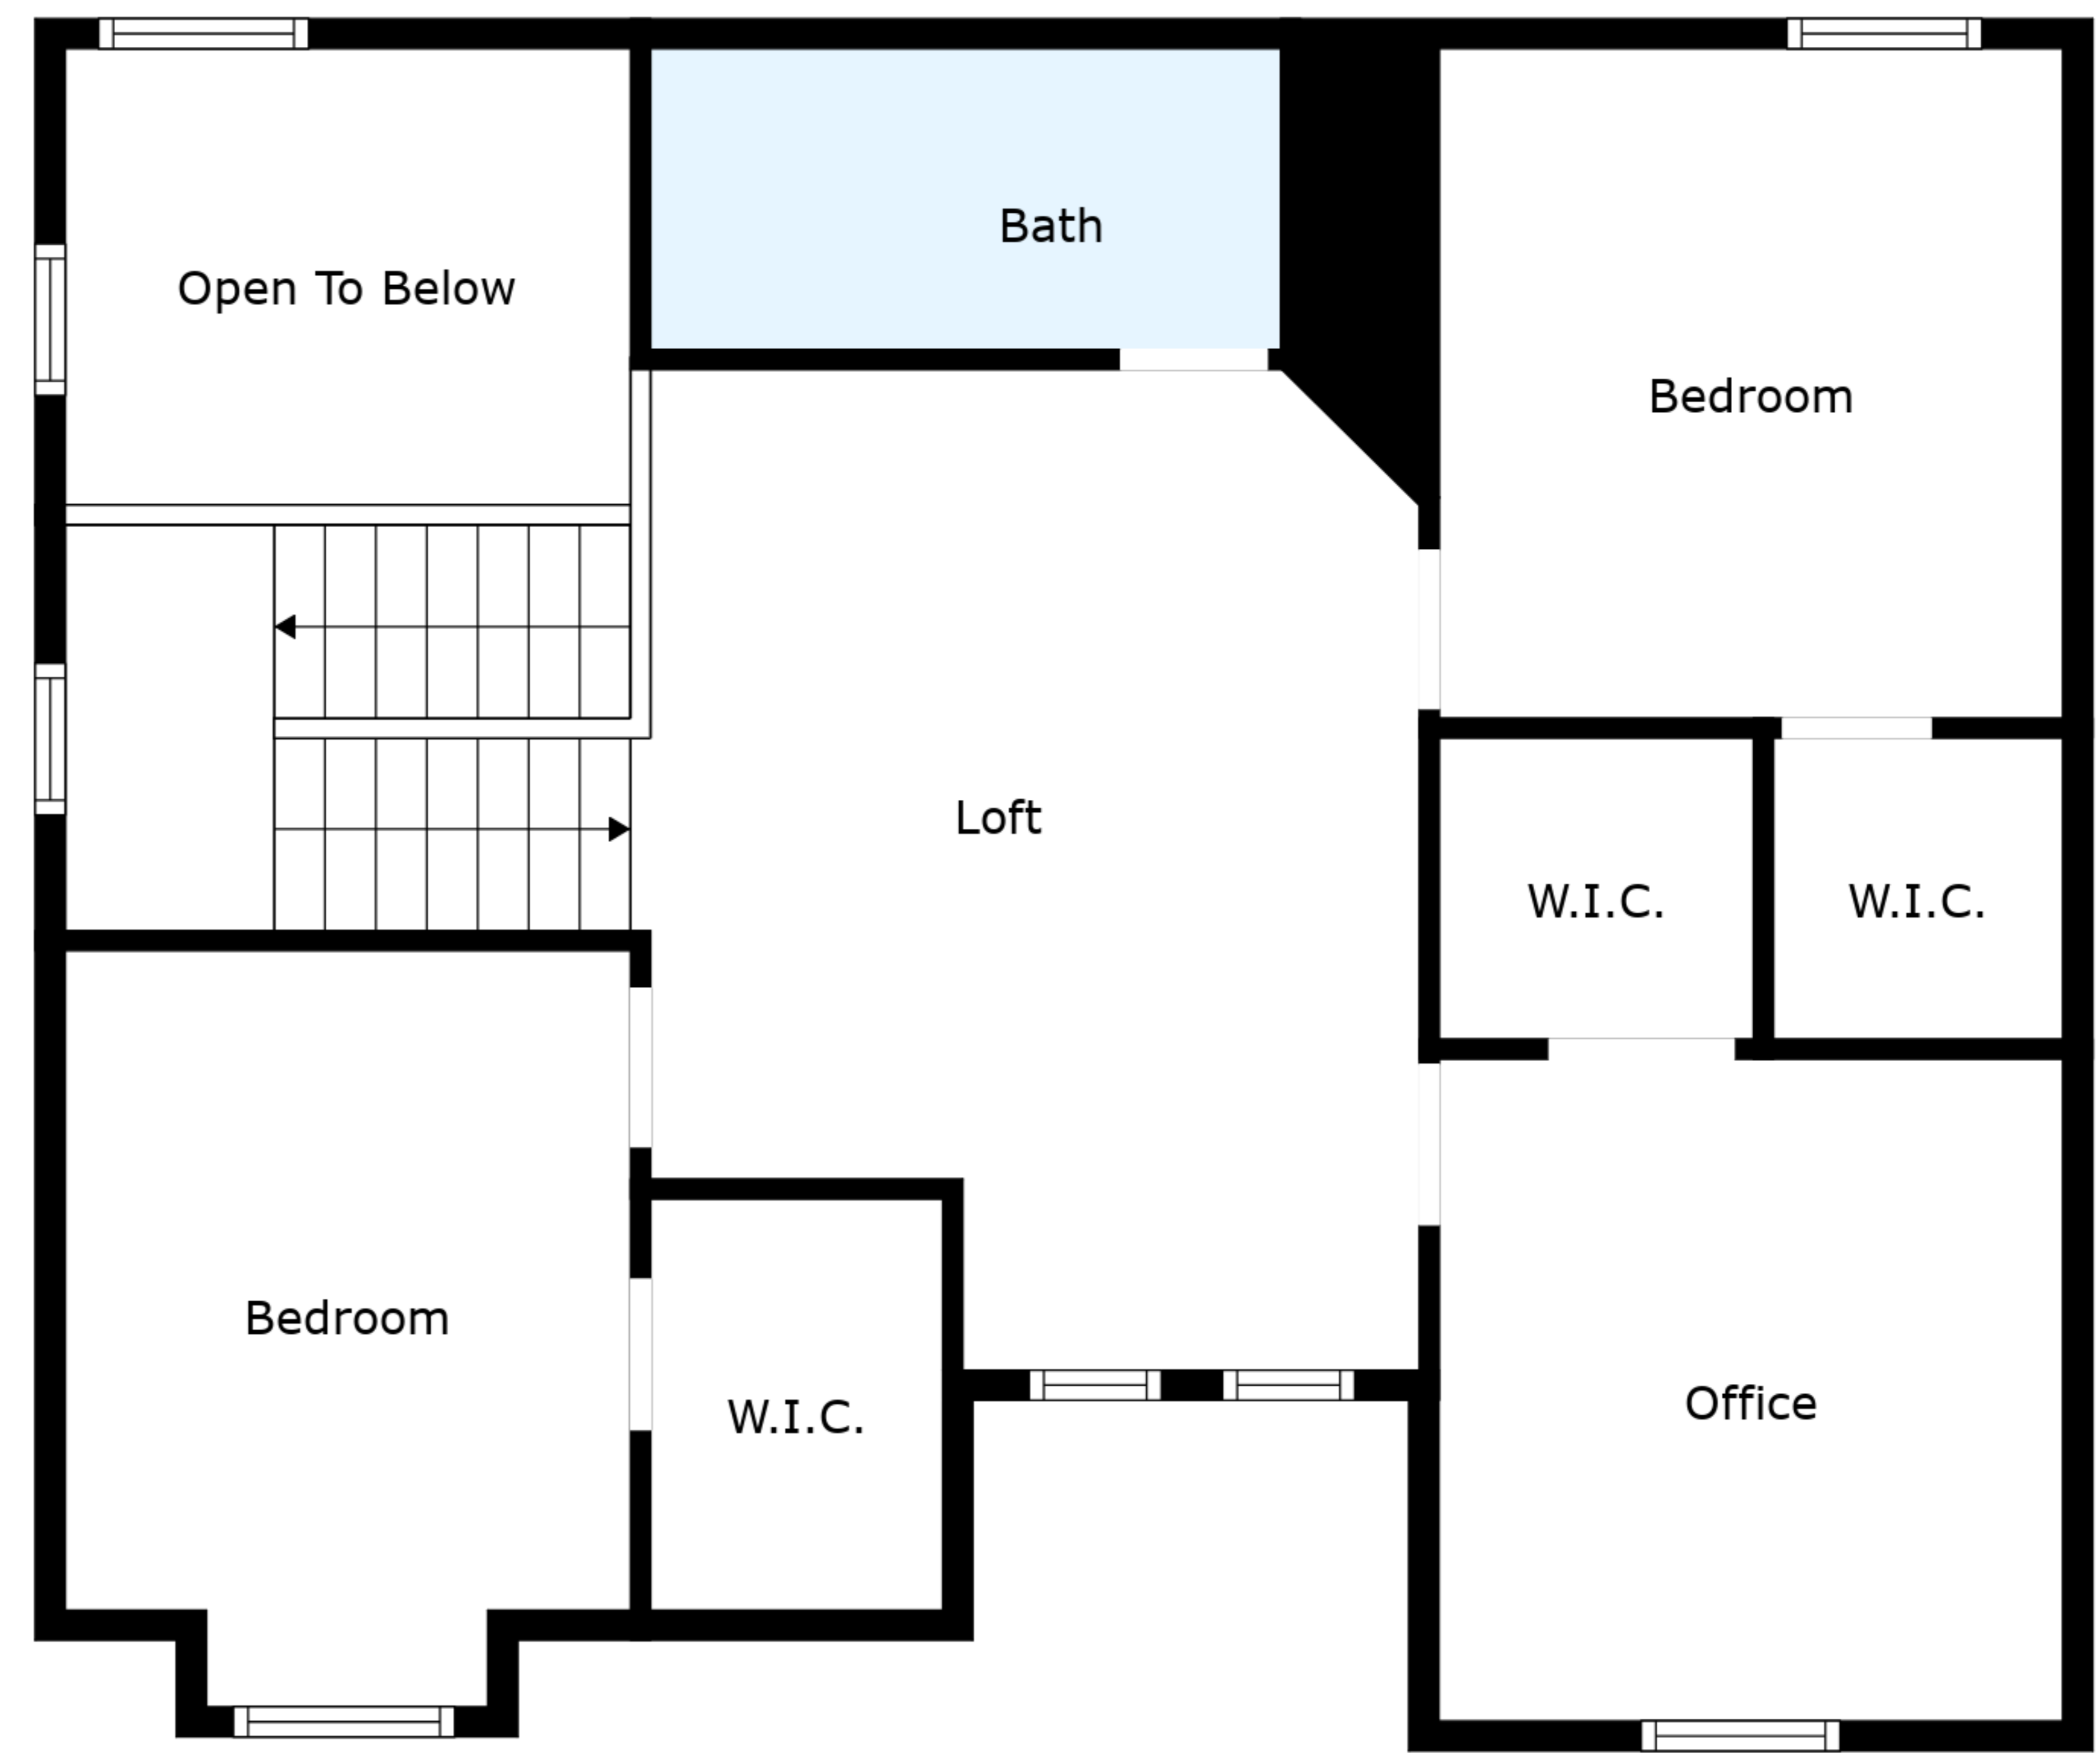 Bath
Open To Below
Bedroom
Loft
W.I.C.
W.I.C.
Bedroom
W.I.C.
Office